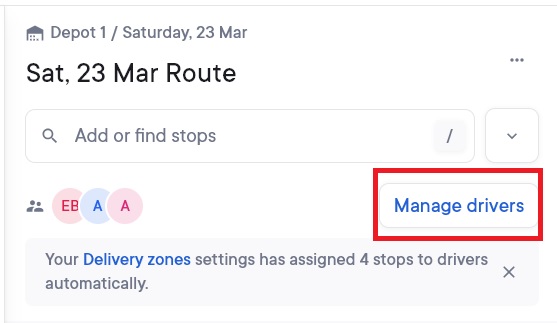 Depot 1 / Saturday, 23 Mar
Sat, 23 Mar Route
Add or find stops
/
EB A A
Manage drivers
Your Delivery zones settings has assigned 4 stops to drivers
automatically.